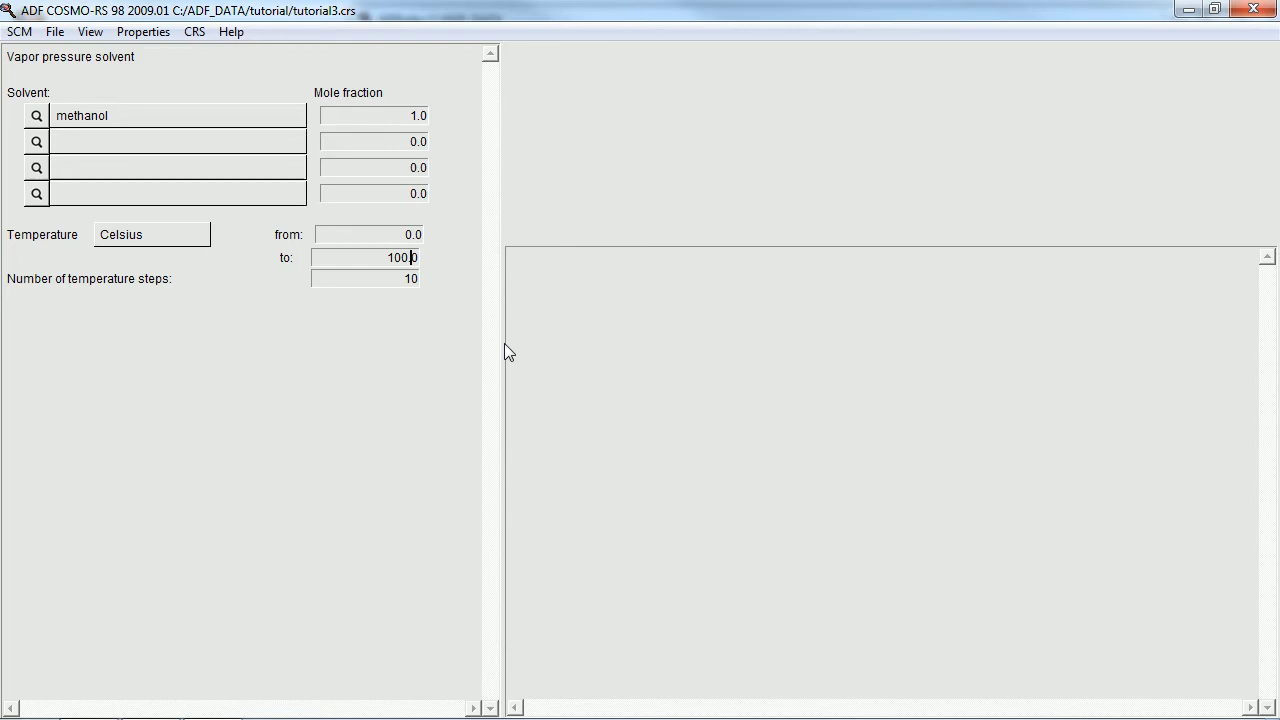 ADF COSMO-RS 98 2009.01 C:/ADF_DATA/tutorial/tutorial3.crs
SCM File View Properties CRS Help
Vapor pressure solvent
Solvent: Mole fraction
methanol 1.0
0.0
0.0
0.0
Temperature Celsius from: 0.0
to: 100.0
Number of temperature steps: 10